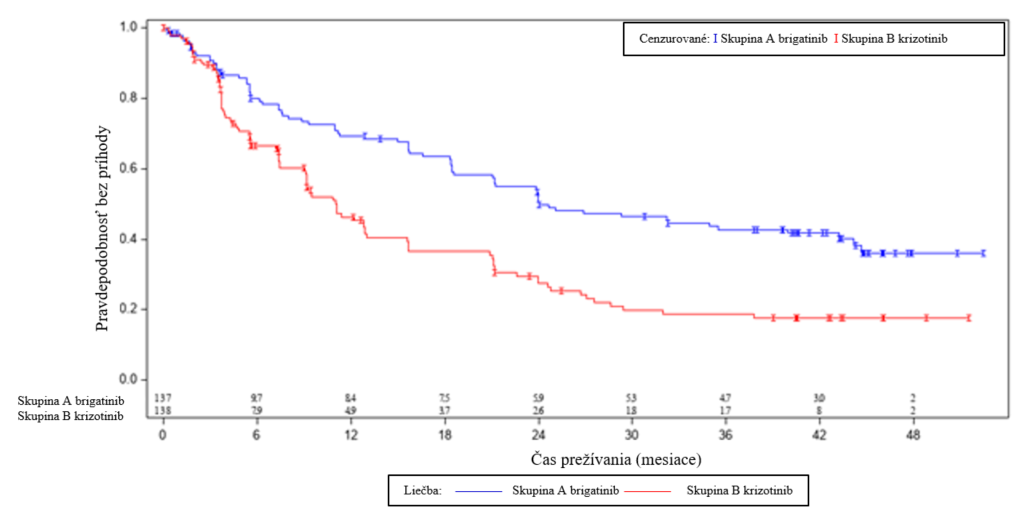 Cenzurované: I Skupina A brigatinib I Skupina B krizotinib
1.0
0.8
0.6
0.4
0.2
0.0
Pravdepodobnosť bez príhody
Skupina A brigatinib 137 97 84 75 59 53 47 30 2
Skupina B krizotinib 138 79 49 37 26 18 17 8 2
0 6 12 18 24 30 36 42 48
Čas prežívania (mesiace)
Liečba: Skupina A brigatinib Skupina B krizotinib